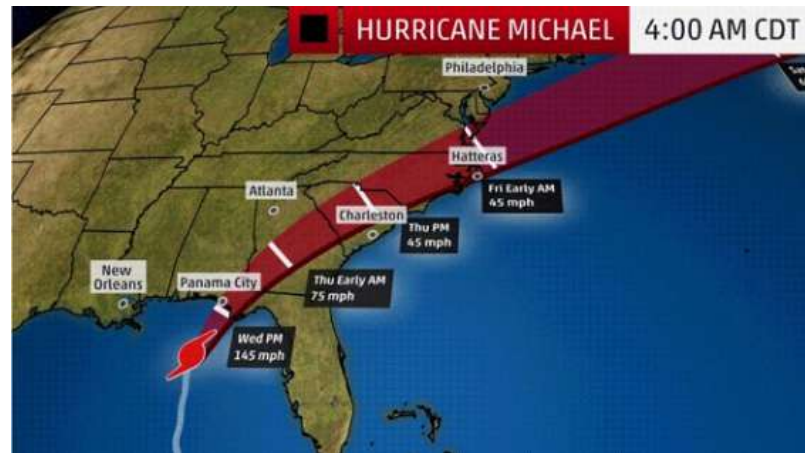 HURRICANE MICHAEL
4:00 AM CDT
Philadelphia
Hatteras
Fri Early AM
45 mph
Atlanta
Charleston
Thu PM
45 mph
New
Orleans
Panama City
Thu Early AM
75 mph
Wed PM
145 mph